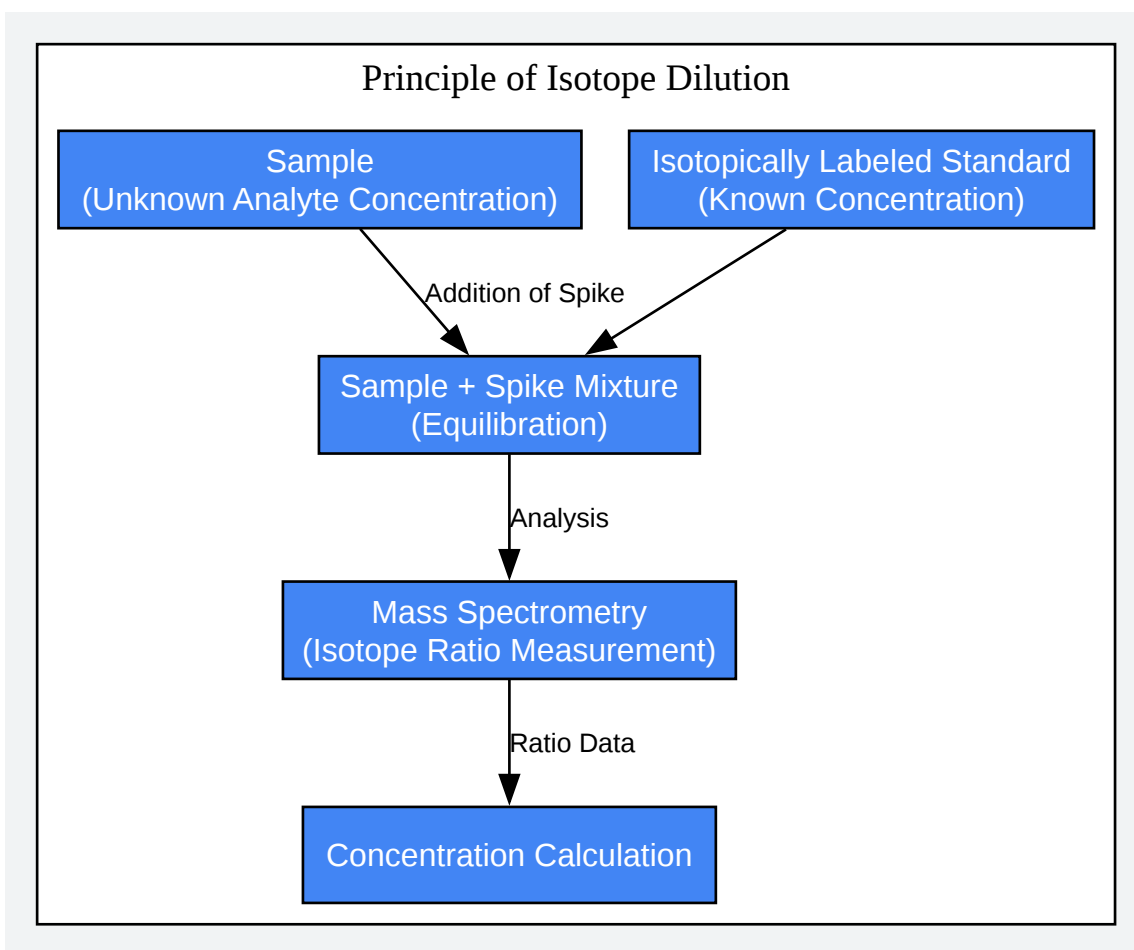 Principle of Isotope Dilution
Sample
(Unknown Analyte Concentration)
Isotopically Labeled Standard
(Known Concentration)
Addition of Spike
Sample + Spike Mixture
(Equilibration)
Analysis
Mass Spectrometry
(Isotope Ratio Measurement)
Ratio Data
Concentration Calculation